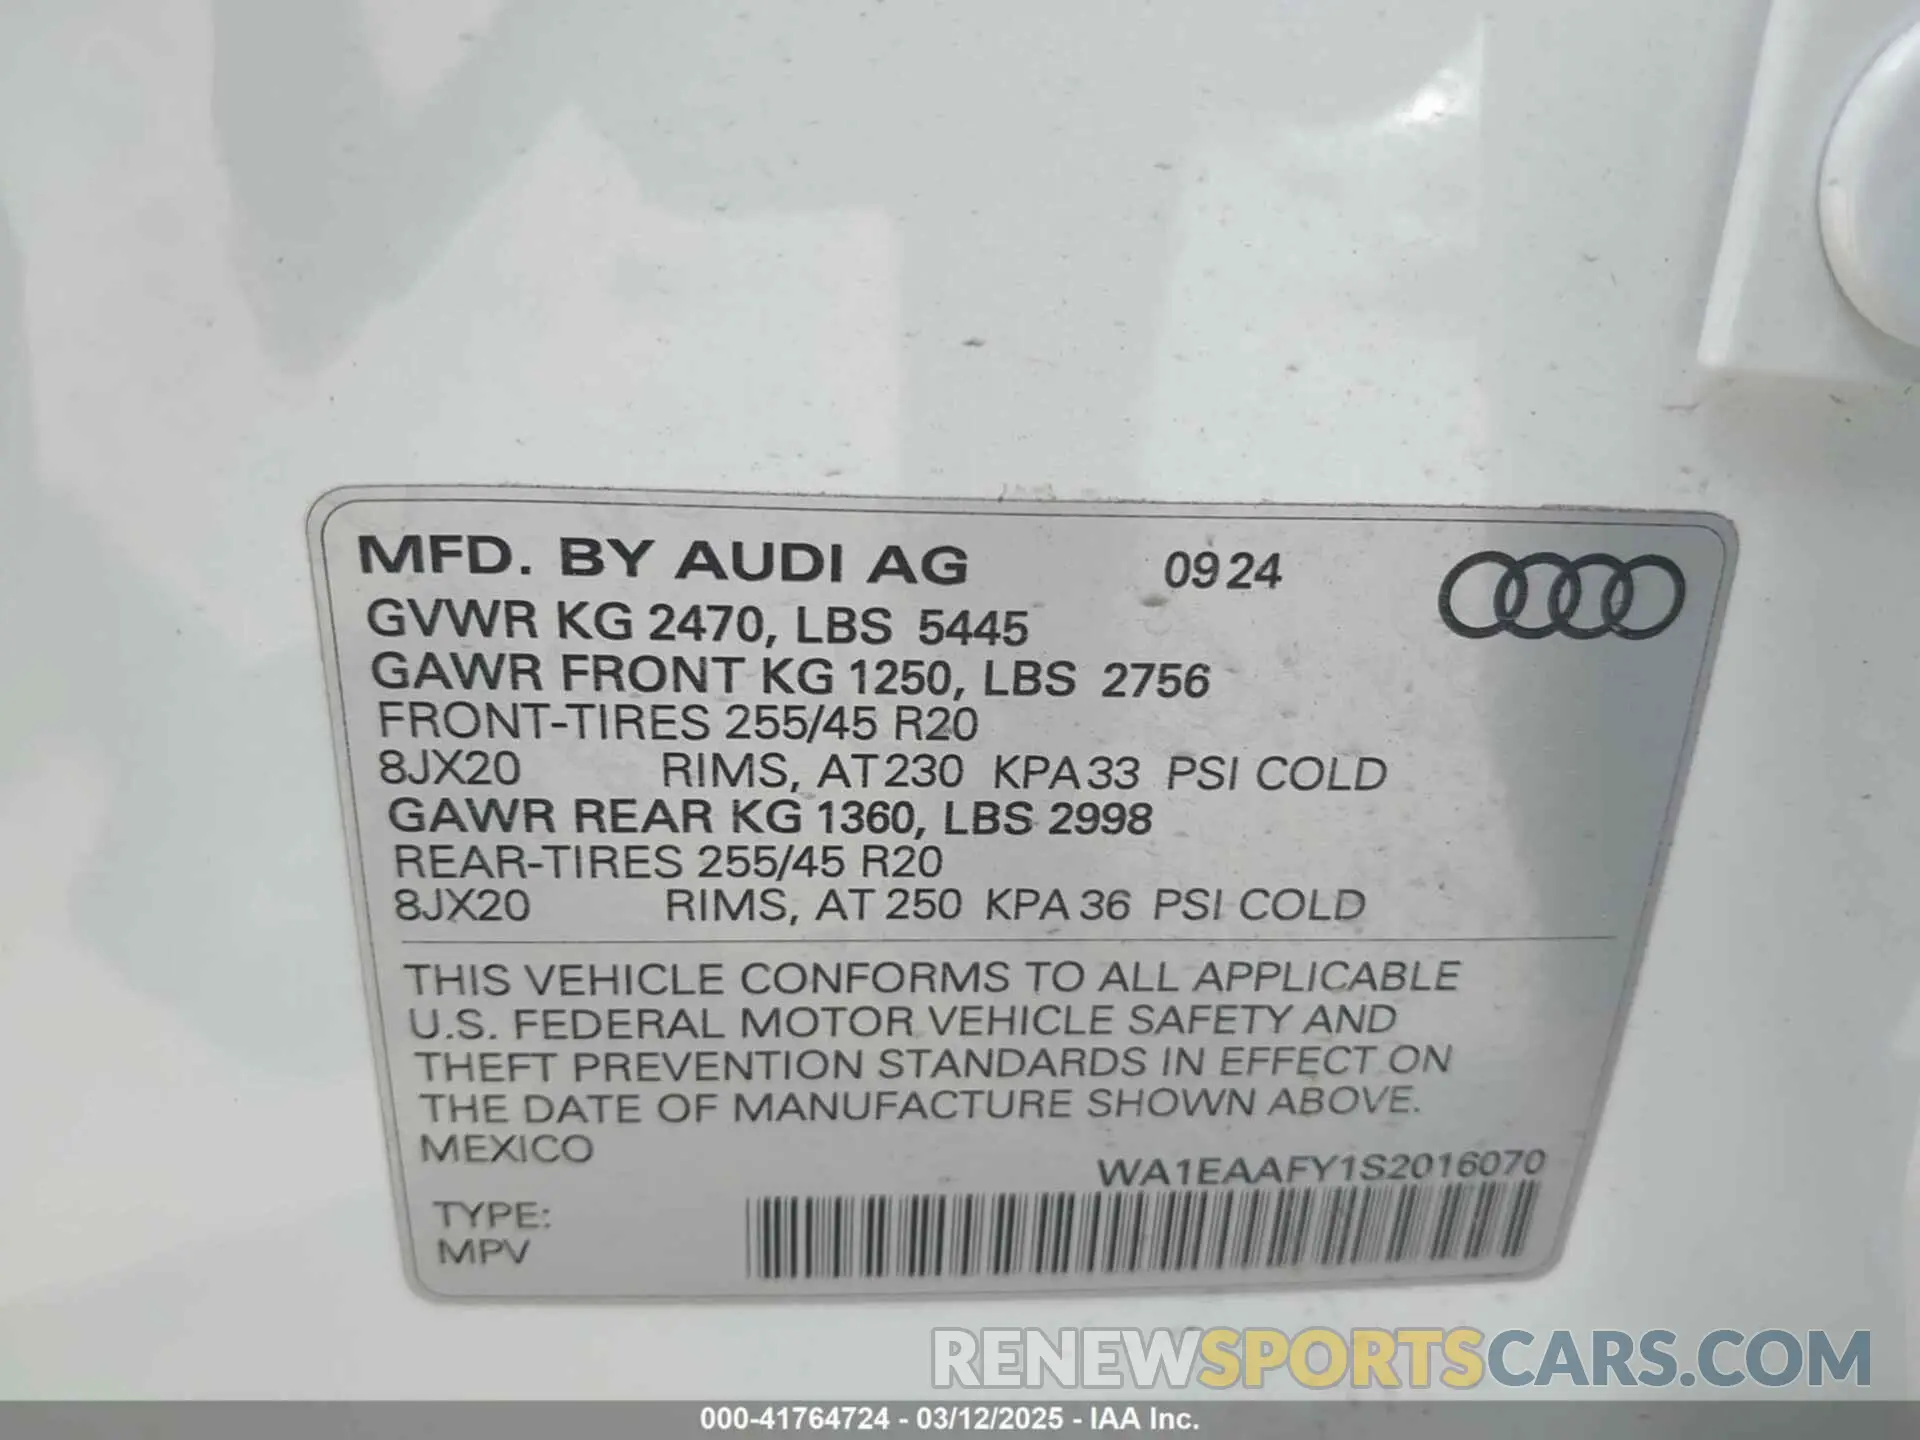 MFD. BY AUDI AG 09 24
GVWR KG 2470, LBS 5445
GAWR FRONT KG 1250, LBS 2756
FRONT-TIRES 255/45 R20
8JX20 RIMS, AT 230 KPA 33 PSI COLD
GAWR REAR KG 1360, LBS 2998
REAR-TIRES 255/45 R20
8JX20 RIMS, AT 250 KPA 36 PSI COLD
THIS VEHICLE CONFORMS TO ALL APPLICABLE
U.S. FEDERAL MOTOR VEHICLE SAFETY AND
THEFT PREVENTION STANDARDS IN EFFECT ON
THE DATE OF MANUFACTURE SHOWN ABOVE.
MEXICO
WA1EAAFY1S2016070
TYPE:
MPV
RENEWSPORTSCARS.COM
000-41764724 - 03/12/2025 - IAA Inc.